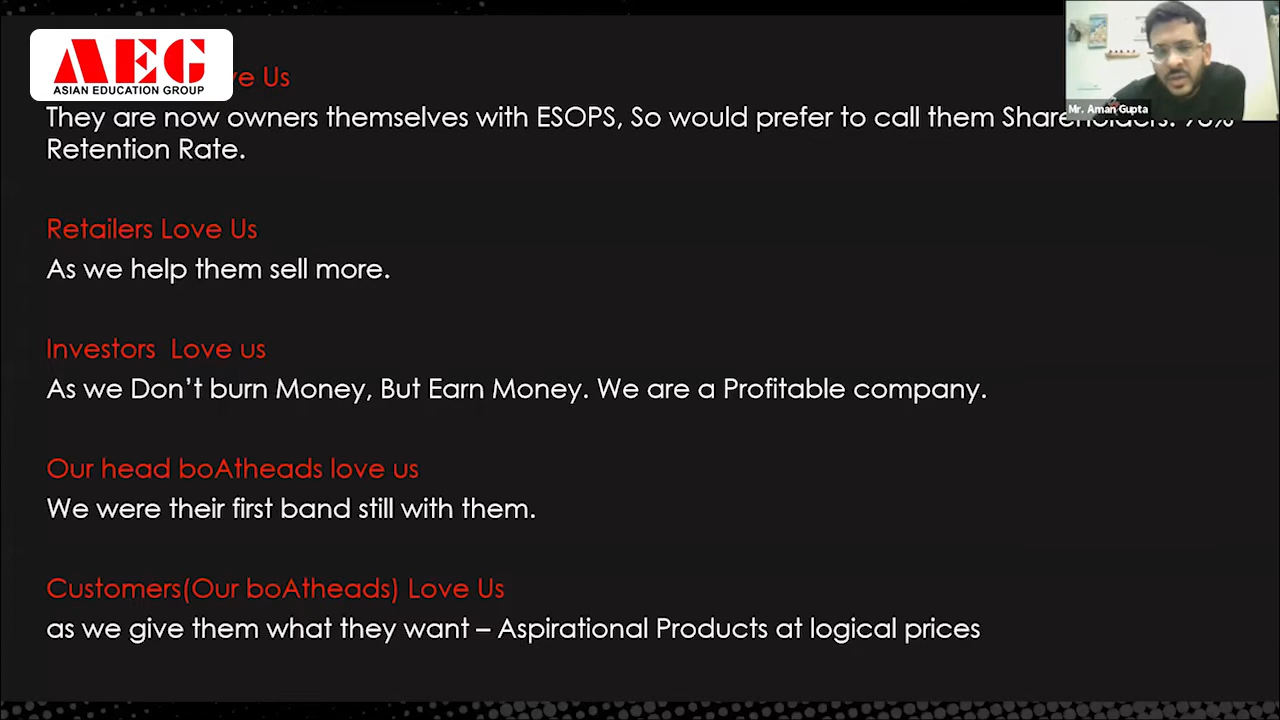 AEG
ASIAN EDUCATION GROUP
Love Us
They are now owners themselves with ESOPS, So would prefer to call them Shareholders.
Retention Rate.
Retailers Love Us
As we help them sell more.
Investors Love us
As we Don't burn Money, But Earn Money. We are a Profitable company.
Our head boAtheads love us
We were their first band still with them.
Customers(Our boAtheads) Love Us
as we give them what they want – Aspirational Products at logical prices
Mr. Aman Gupta